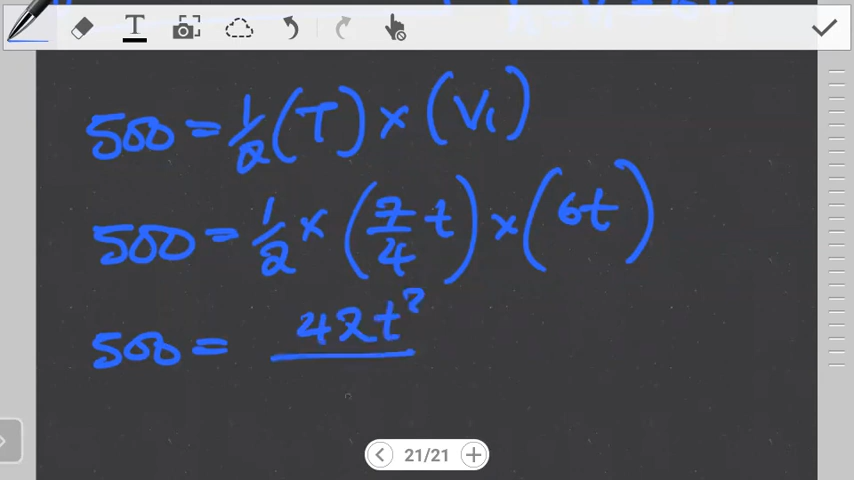 T
500 = 1/2 (T) × (V1)
500 = 1/2 × (7/4 t) × (6t)
500 = 42t²
21/21